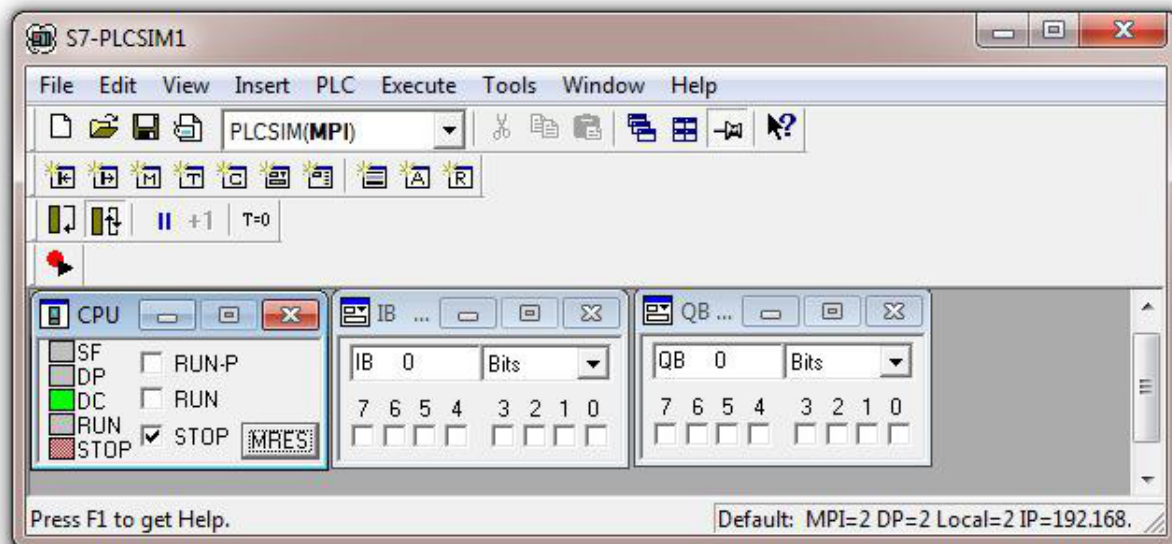 S7-PLCSIM1
File Edit View Insert PLC Execute Tools Window Help
PLCSIM(MPI)
+1 T=0
CPU
SF
DP
DC
RUN
STOP
RUN-P
RUN
STOP
MRES
IB ...
IB 0 Bits
7 6 5 4 3 2 1 0
QB ...
QB 0 Bits
7 6 5 4 3 2 1 0
Press F1 to get Help.
Default: MPI=2 DP=2 Local=2 IP=192.168.